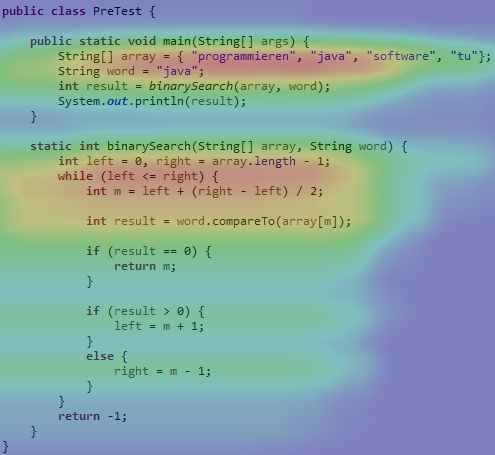 public class PreTest {
    public static void main(String[] args) {
        String[] array = { "programmieren", "java", "software", "tu"};
        String word = "java";
        int result = binarySearch(array, word);
        System.out.println(result);
    }
    static int binarySearch(String[] array, String word) {
        int left = 0, right = array.length - 1;
        while (left <= right) {
            int m = left + (right - left) / 2;
            int result = word.compareTo(array[m]);
            if (result == 0) {
                return m;
            }
            if (result > 0) {
                left = m + 1;
            }
            else {
                right = m - 1;
            }
        }
        return -1;
    }
}